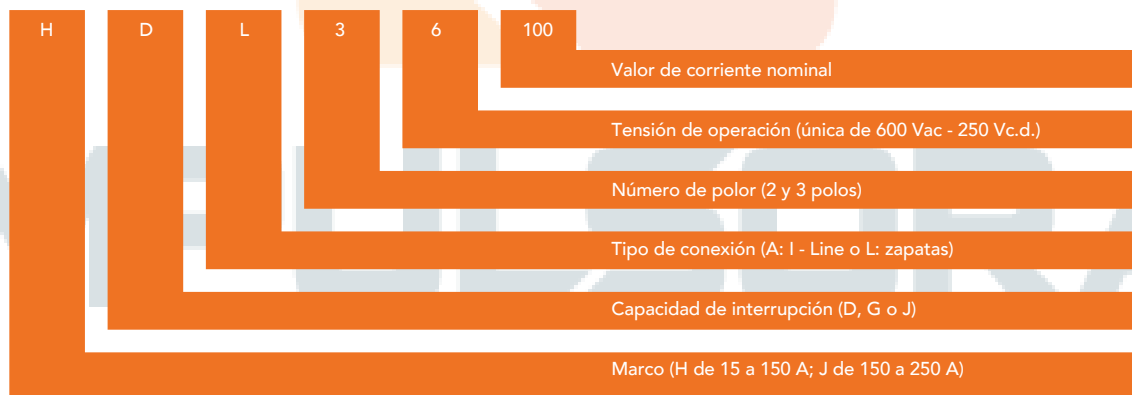 H D L 3 6 100
Valor de corriente nominal
Tensión de operación (única de 600 Vac - 250 Vc.d.)
Número de polor (2 y 3 polos)
Tipo de conexión (A: I - Line o L: zapatas)
Capacidad de interrupción (D, G o J)
Marco (H de 15 a 150 A; J de 150 a 250 A)